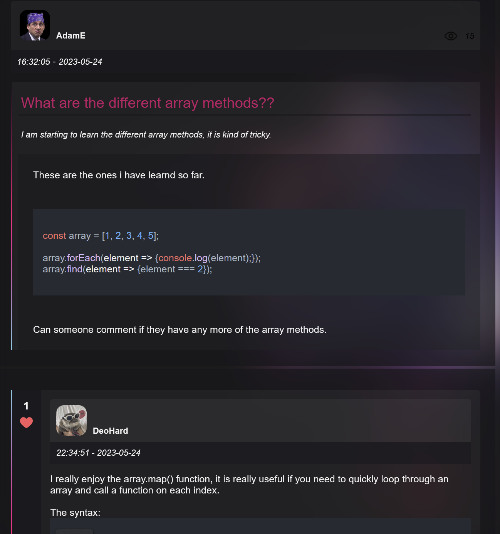 AdamE
16:32:05 - 2023-05-24
What are the different array methods??
I am starting to learn the different array methods, it is kind of tricky.
These are the ones i have learnd so far.
const array = [1, 2, 3, 4, 5];
array.forEach(element => {console.log(element);});
array.find(element => {element === 2});
Can someone comment if they have any more of the array methods.
1
DeoHard
22:34:51 - 2023-05-24
I really enjoy the array.map() function, it is really useful if you need to quickly loop through an
array and call a function on each index.
The syntax: